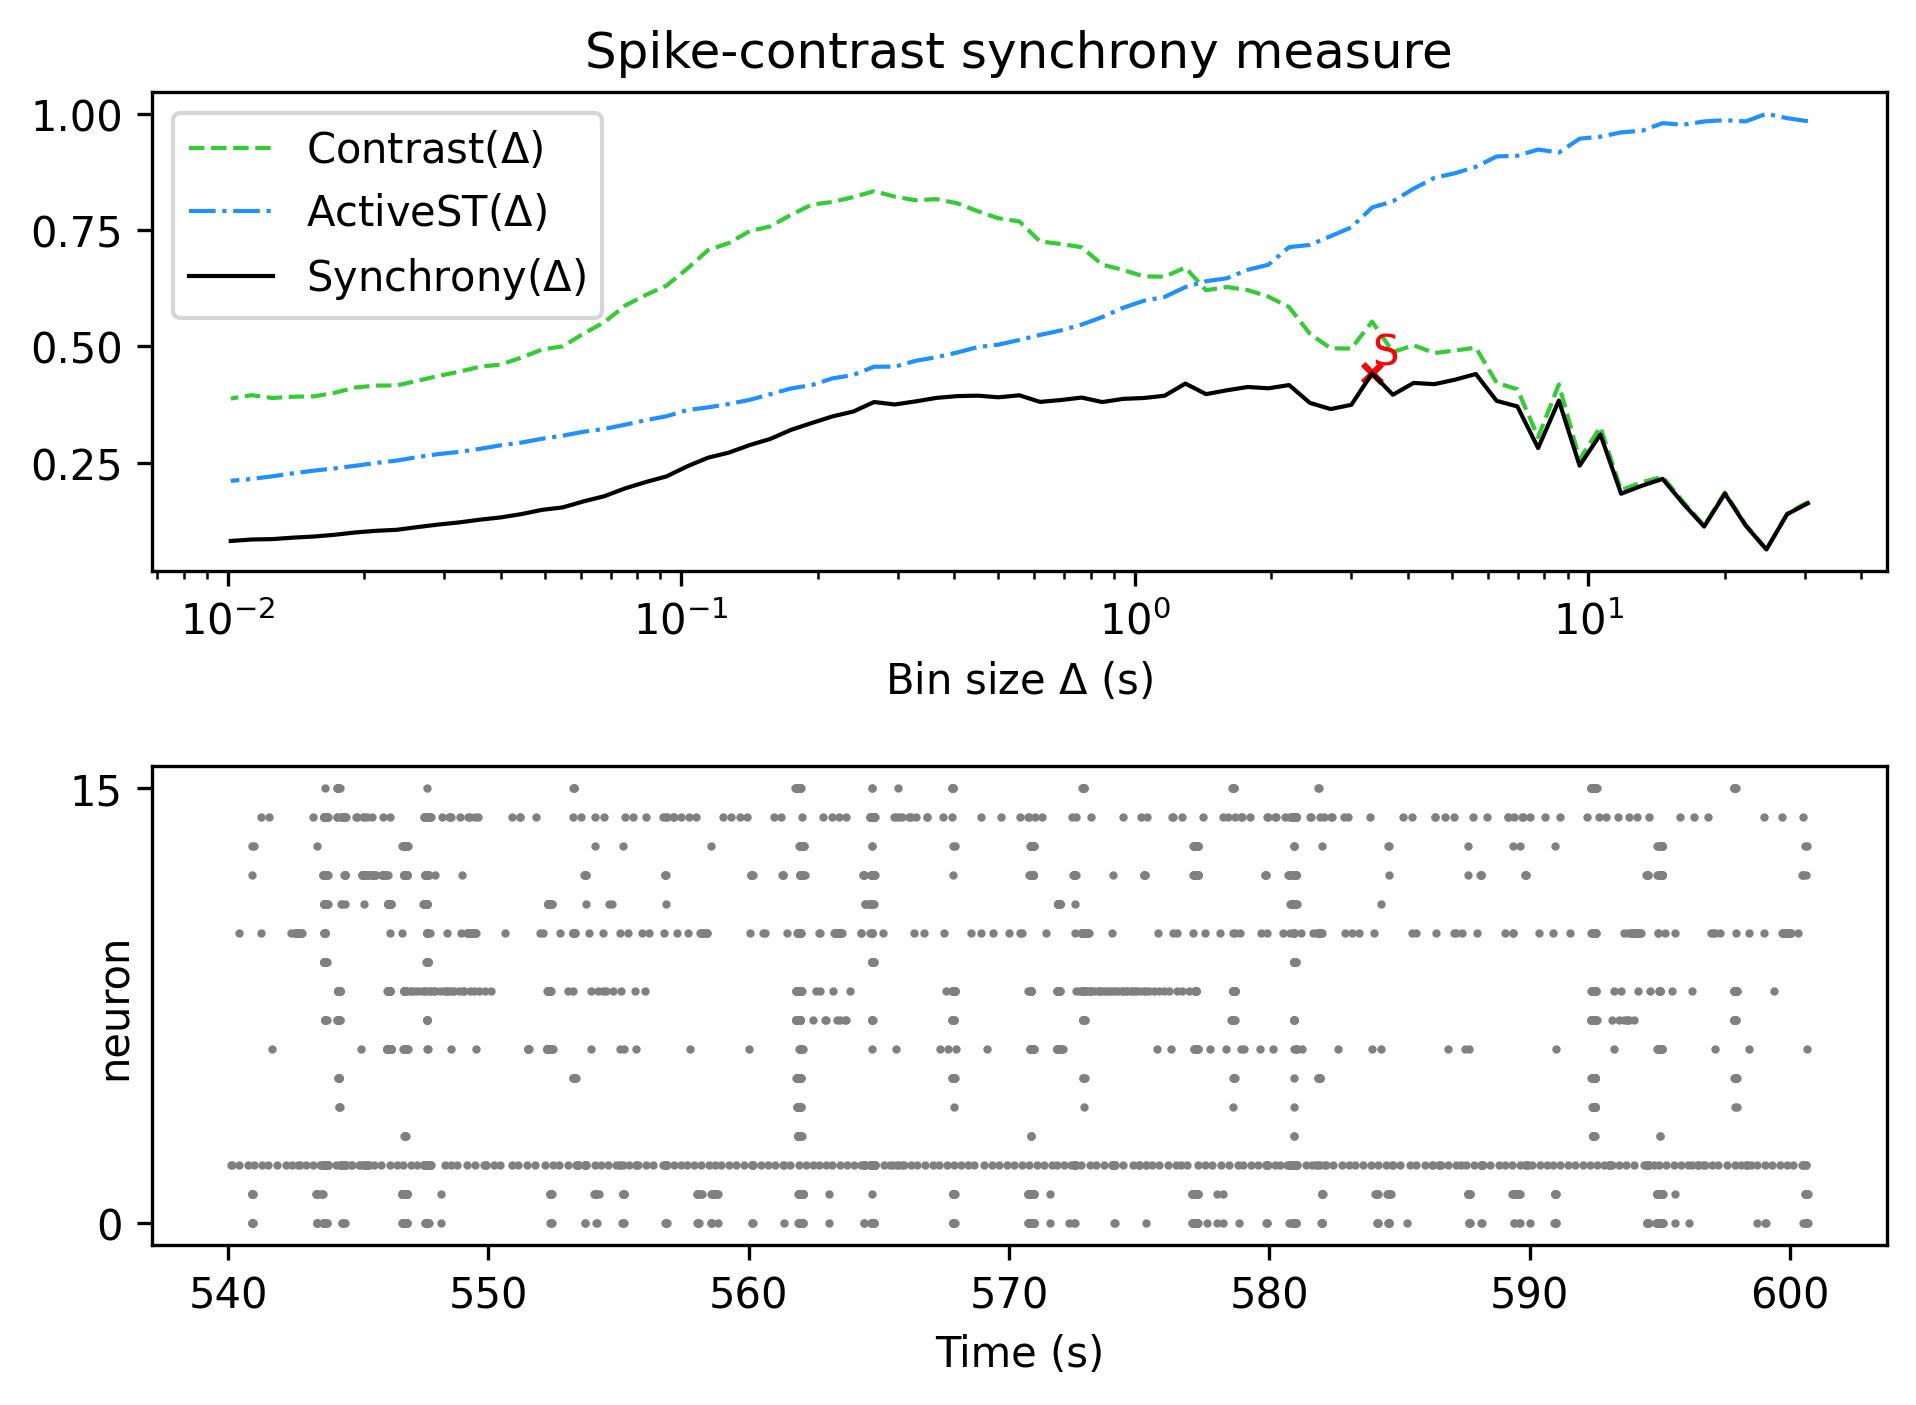 Spike-contrast synchrony measure
1.00
0.75
0.50
0.25
Contrast(Δ)
ActiveST(Δ)
Synchrony(Δ)
S
10⁻² 10⁻¹ 10⁰ 10¹
Bin size Δ (s)
15
0
neuron
540 550 560 570 580 590 600
Time (s)